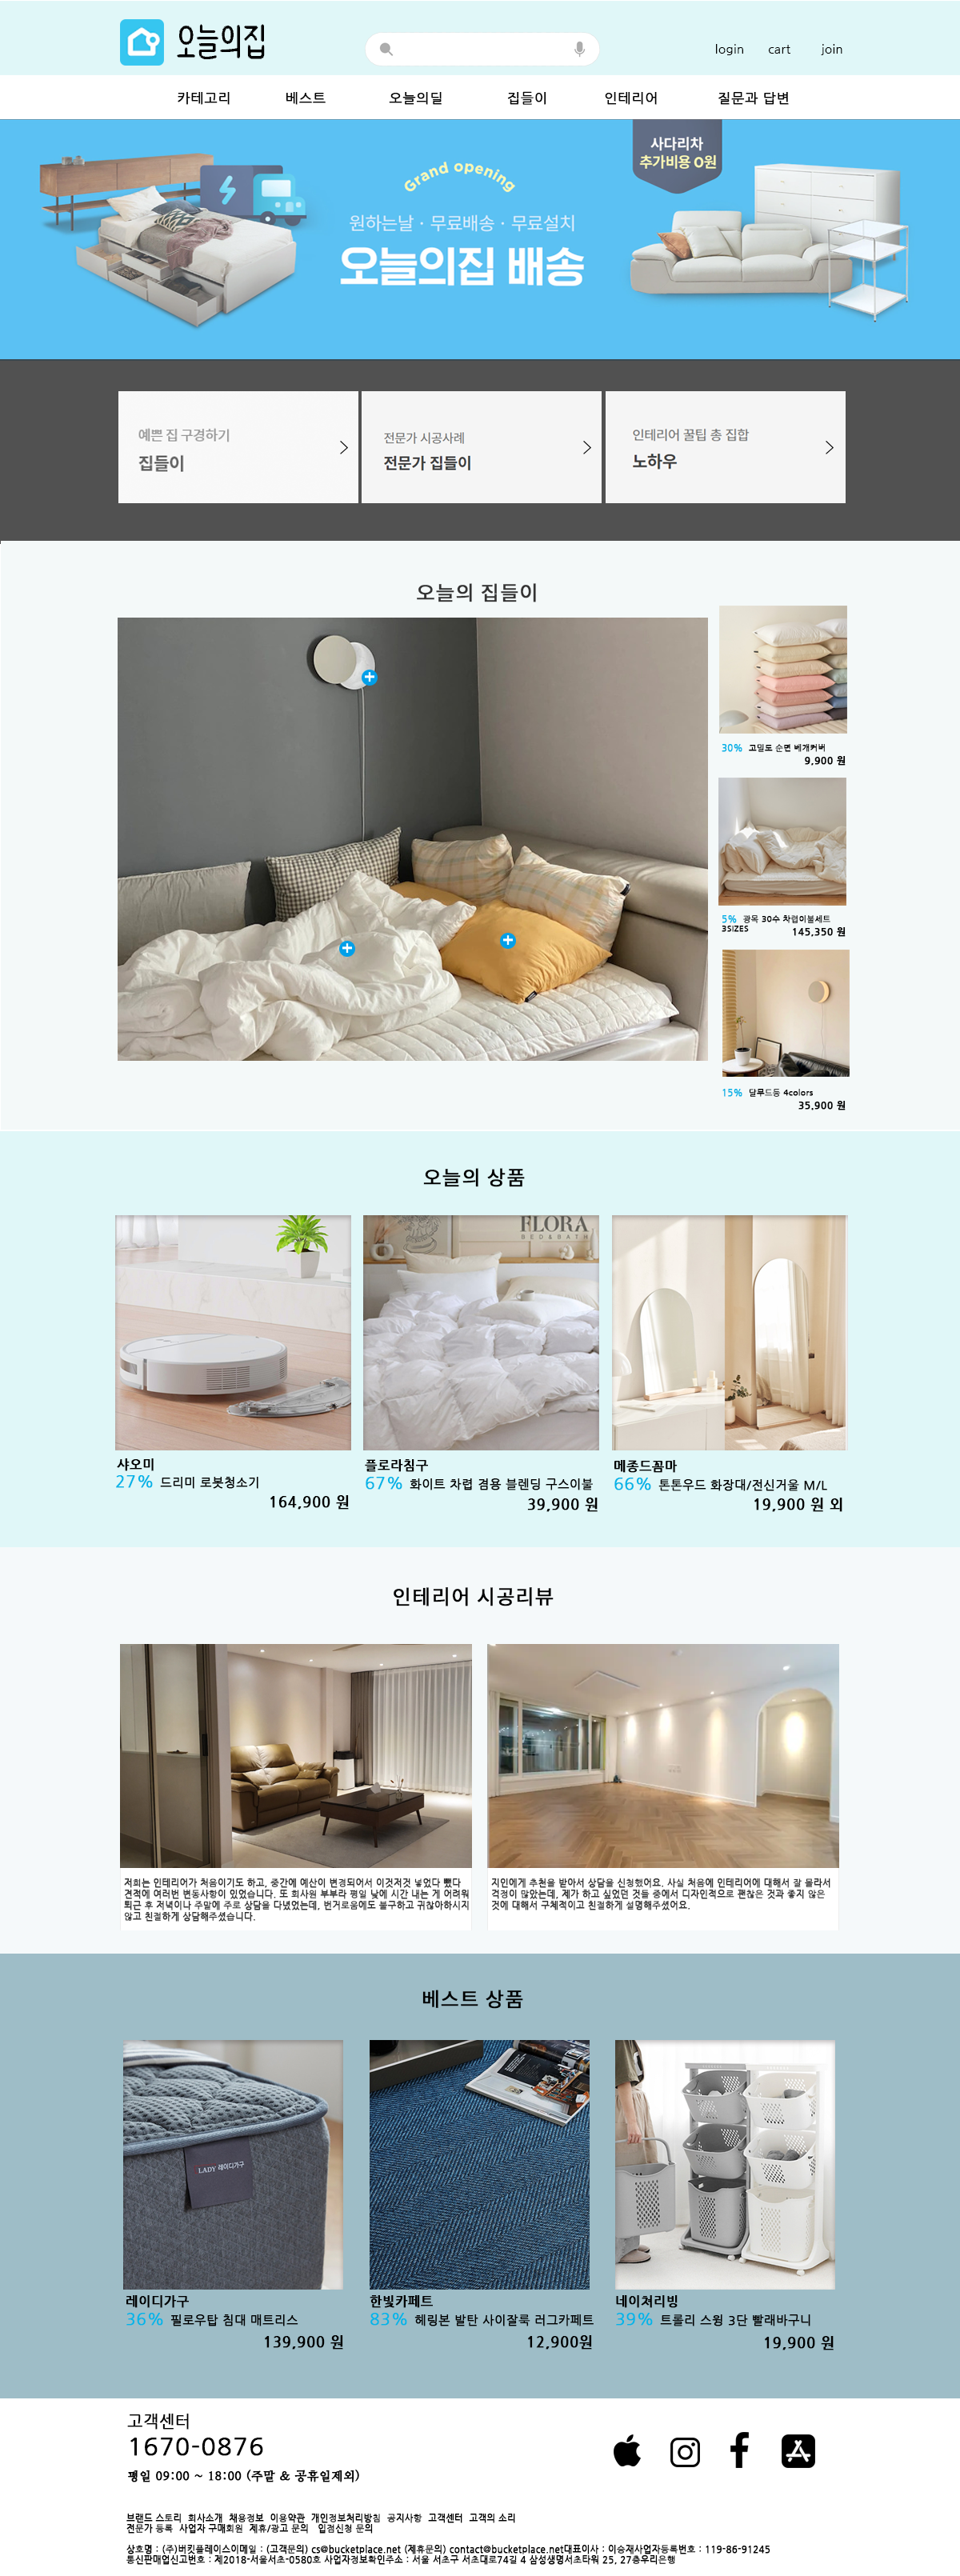 오늘의집
login cart join
카테고리 베스트 오늘의딜 집들이 인테리어 질문과 답변
사다리차
추가비용 0원
Grand opening
원하는날 · 무료배송 · 무료설치
오늘의집 배송
예쁜 집 구경하기
집들이
전문가 시공사례
전문가 집들이
인테리어 꿀팁 총 집합
노하우
오늘의 집들이
30% 고밀도 순면 베개커버
9,900 원
5% 광목 30수 차렵이불세트
3SIZES
145,350 원
15% 달무드등 4colors
35,900 원
오늘의 상품
FLORA
BED&BATH
샤오미
27% 드리미 로봇청소기
164,900 원
플로라침구
67% 화이트 차렵 겸용 블렌딩 구스이불
39,900 원
메종드꼼마
66% 톤톤우드 화장대/전신거울 M/L
19,900 원 외
인테리어 시공리뷰
저희는 인테리어가 처음이기도 하고, 중간에 예산이 변경되어서 이것저것 넣었다 뺐다
견적에 여러번 변동사항이 있었습니다. 또 회사원 부부라 평일 낮에 시간 내는 게 어려워
퇴근 후 저녁이나 주말에 주로 상담을 다녔었는데, 번거로움에도 불구하고 귀찮아하시지
않고 친절하게 상담해주셨습니다.
지인에게 추천을 받아서 상담을 신청했어요. 사실 처음에 인테리어에 대해서 잘 몰라서
걱정이 많았는데, 제가 하고 싶었던 것들 중에서 디자인적으로 괜찮은 것과 좋지 않은
것에 대해서 구체적이고 친절하게 설명해주셨어요.
베스트 상품
LADY 레이디가구
레이디가구
36% 필로우탑 침대 매트리스
139,900 원
한빛카페트
83% 헤링본 발탄 사이잘룩 러그카페트
12,900원
네이쳐리빙
39% 트롤리 스윙 3단 빨래바구니
19,900 원
고객센터
1670-0876
평일 09:00 ~ 18:00 (주말 & 공휴일제외)
브랜드 스토리 회사소개 채용정보 이용약관 개인정보처리방침 공지사항 고객센터 고객의 소리
전문가 등록 사업자 구매회원 제휴/광고 문의 입점신청 문의
상호명 : (주)버킷플레이스이메일 : (고객문의) cs@bucketplace.net (제휴문의) contact@bucketplace.net대표이사 : 이승재사업자등록번호 : 119-86-91245
통신판매업신고번호 : 제2018-서울서초-0580호 사업자정보확인주소 : 서울 서초구 서초대로74길 4 삼성생명서초타워 25, 27층우리은행